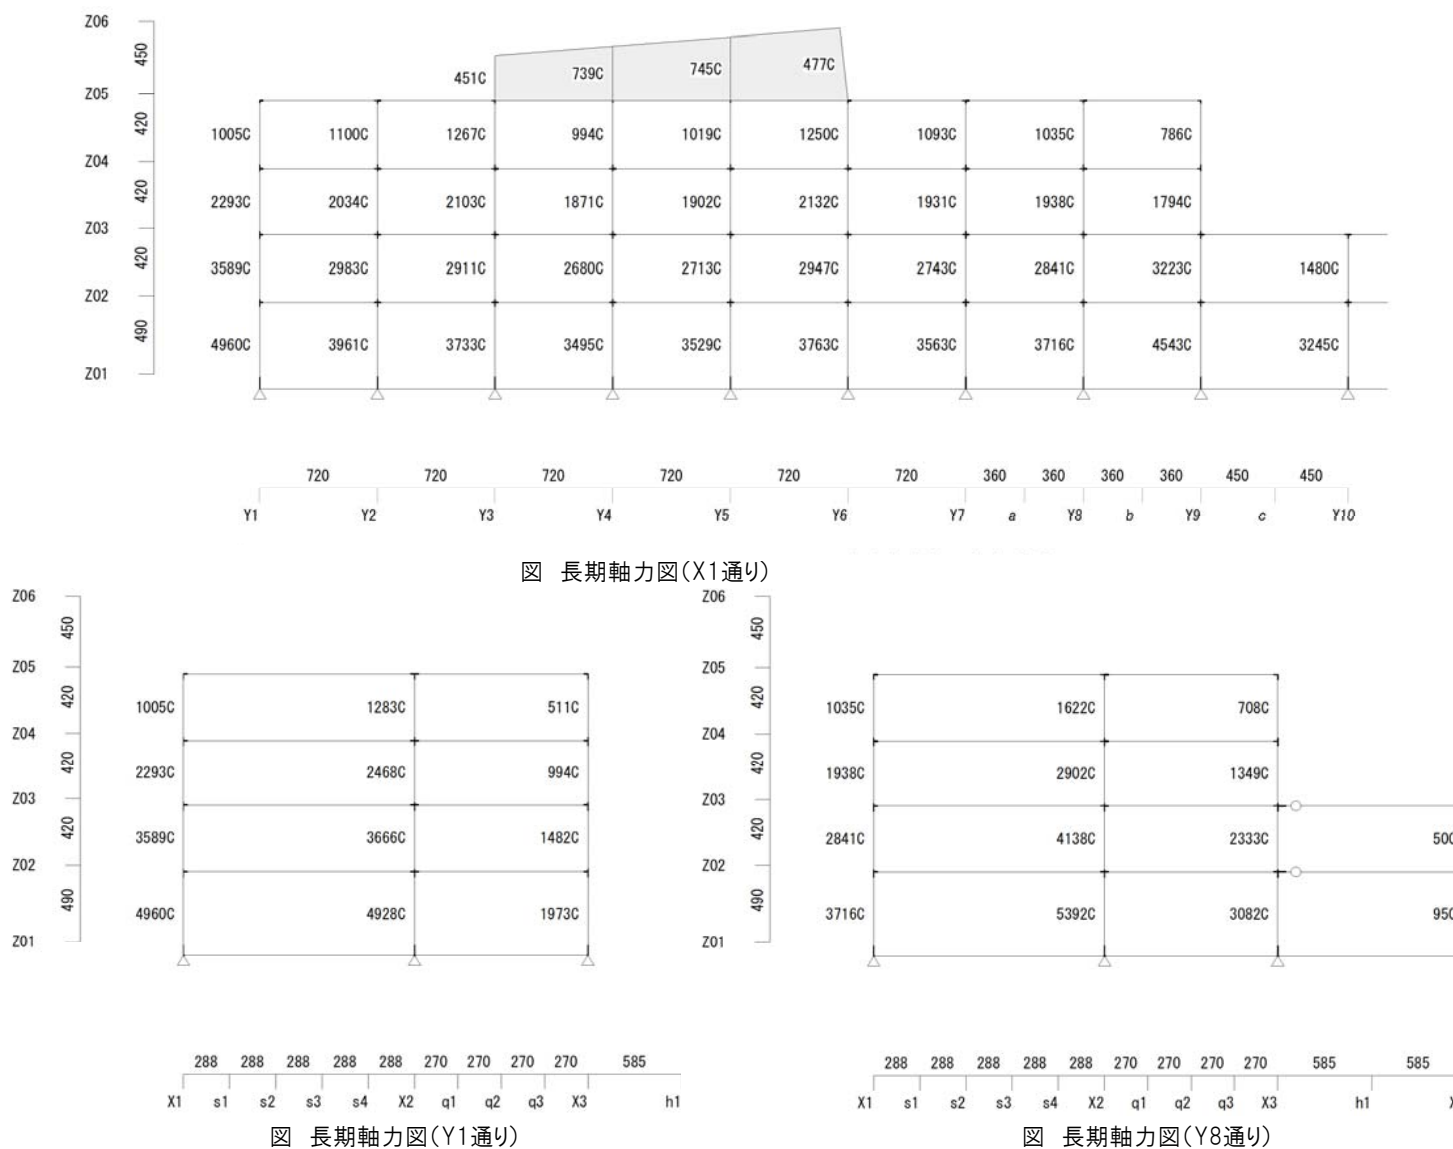 Z06
450
451C 739C 745C 477C
Z05
420
1005C 1100C 1267C 994C 1019C 1250C 1093C 1035C 786C
Z04
420
2293C 2034C 2103C 1871C 1902C 2132C 1931C 1938C 1794C
Z03
420
3589C 2983C 2911C 2680C 2713C 2947C 2743C 2841C 3223C 1480C
Z02
490
4960C 3961C 3733C 3495C 3529C 3763C 3563C 3716C 4543C 3245C
Z01
720 720 720 720 720 720 360 360 360 360 450 450
Y1 Y2 Y3 Y4 Y5 Y6 Y7 a Y8 b Y9 c Y10
図 長期軸力図(X1通り)
Z06
450
Z05
420
1005C 1283C 511C
Z04
420
2293C 2468C 994C
Z03
420
3589C 3666C 1482C
Z02
490
4960C 4928C 1973C
Z01
288 288 288 288 288 270 270 270 270 585
X1 s1 s2 s3 s4 X2 q1 q2 q3 X3 h1
図 長期軸力図(Y1通り)
Z06
450
Z05
420
1035C 1622C 708C
Z04
420
1938C 2902C 1349C
Z03
420
2841C 4138C 2333C 500
Z02
490
3716C 5392C 3082C 950
Z01
288 288 288 288 288 270 270 270 270 585 585
X1 s1 s2 s3 s4 X2 q1 q2 q3 X3 h1
図 長期軸力図(Y8通り)